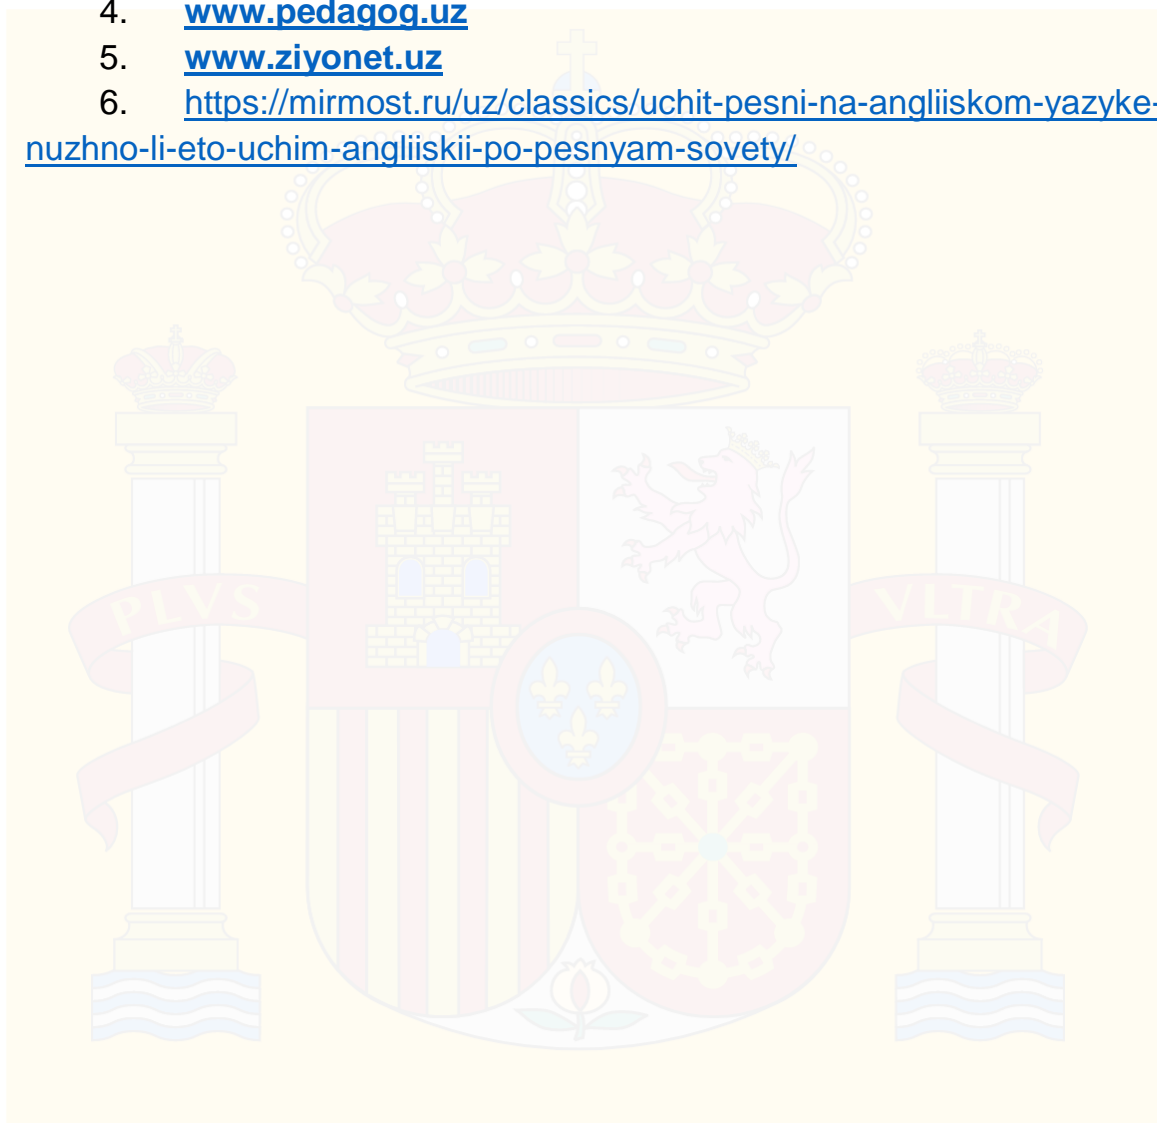 4. www.pedagog.uz
5. www.ziyonet.uz
6. https://mirmost.ru/uz/classics/uchit-pesni-na-angliiskom-yazyke-
nuzhno-li-eto-uchim-angliiskii-po-pesnyam-sovety/
PLVS
VLTRA